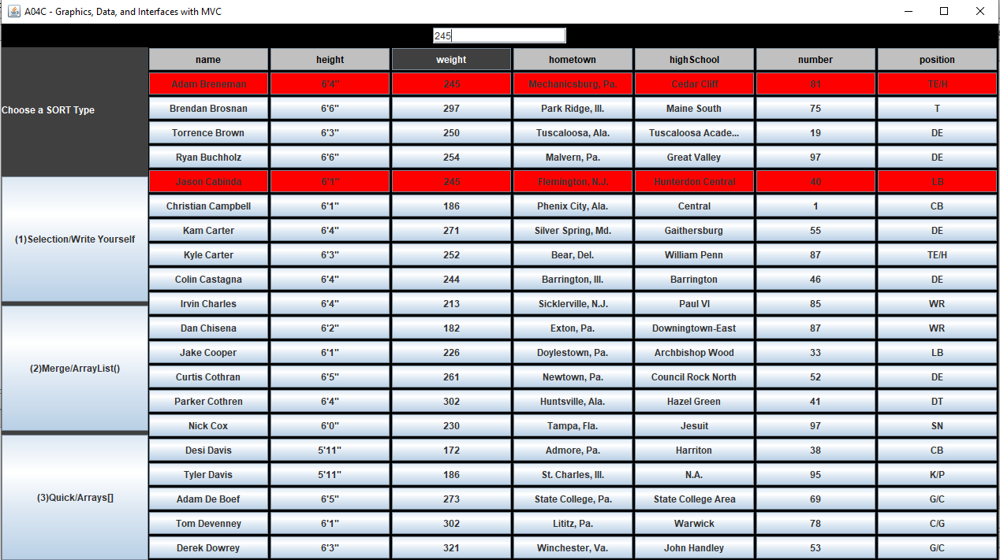 A04C - Graphics, Data, and Interfaces with MVC
245
name height weight hometown highSchool number position
Adam Breneman 6'4" 245 Mechanicsburg, Pa. Cedar Cliff 81 TE/H
Brendan Brosnan 6'6" 297 Park Ridge, Ill. Maine South 75 T
Choose a SORT Type
Torrence Brown 6'3" 250 Tuscaloosa, Ala. Tuscaloosa Acade... 19 DE
Ryan Buchholz 6'6" 254 Malvern, Pa. Great Valley 97 DE
Jason Cabinda 6'1" 245 Flemington, N.J. Hunterdon Central 40 LB
Christian Campbell 6'1" 186 Phenix City, Ala. Central 1 CB
Kam Carter 6'4" 271 Silver Spring, Md. Gaithersburg 55 DE
(1)Selection/Write Yourself
Kyle Carter 6'3" 252 Bear, Del. William Penn 87 TE/H
Colin Castagna 6'4" 244 Barrington, Ill. Barrington 46 DE
Irvin Charles 6'4" 213 Sicklerville, N.J. Paul VI 85 WR
Dan Chisena 6'2" 182 Exton, Pa. Downingtown-East 87 WR
Jake Cooper 6'1" 226 Doylestown, Pa. Archbishop Wood 33 LB
(2)Merge/ArrayList()
Curtis Cothran 6'5" 261 Newtown, Pa. Council Rock North 52 DE
Parker Cothren 6'4" 302 Huntsville, Ala. Hazel Green 41 DT
Nick Cox 6'0" 230 Tampa, Fla. Jesuit 97 SN
Desi Davis 5'11" 172 Admore, Pa. Harriton 38 CB
Tyler Davis 5'11" 186 St. Charles, Ill. N.A. 95 K/P
(3)Quick/Arrays[]
Adam De Boef 6'5" 273 State College, Pa. State College Area 69 G/C
Tom Devenney 6'1" 302 Lititz, Pa. Warwick 78 C/G
Derek Dowrey 6'3" 321 Winchester, Va. John Handley 53 G/C